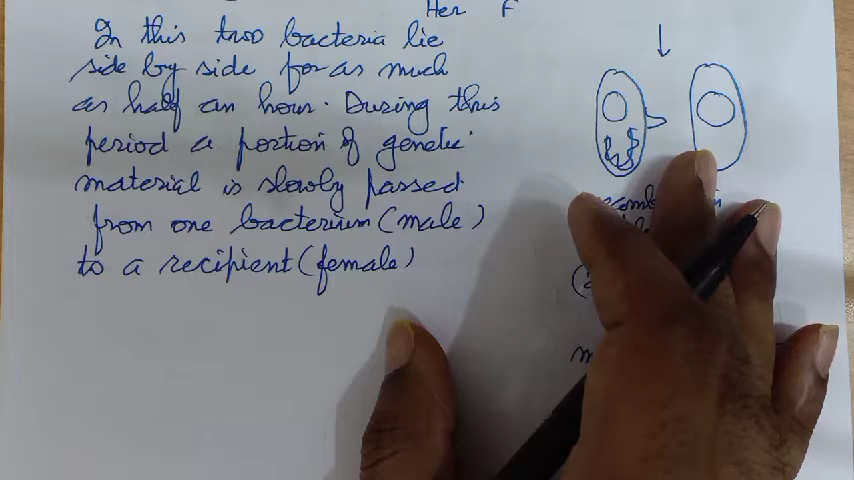 Her F
In this two bacteria lie
side by side for as much
as half an hour. During this
period a portion of genetic
material is slowly passed
from one bacterium (male)
to a recipient (female)